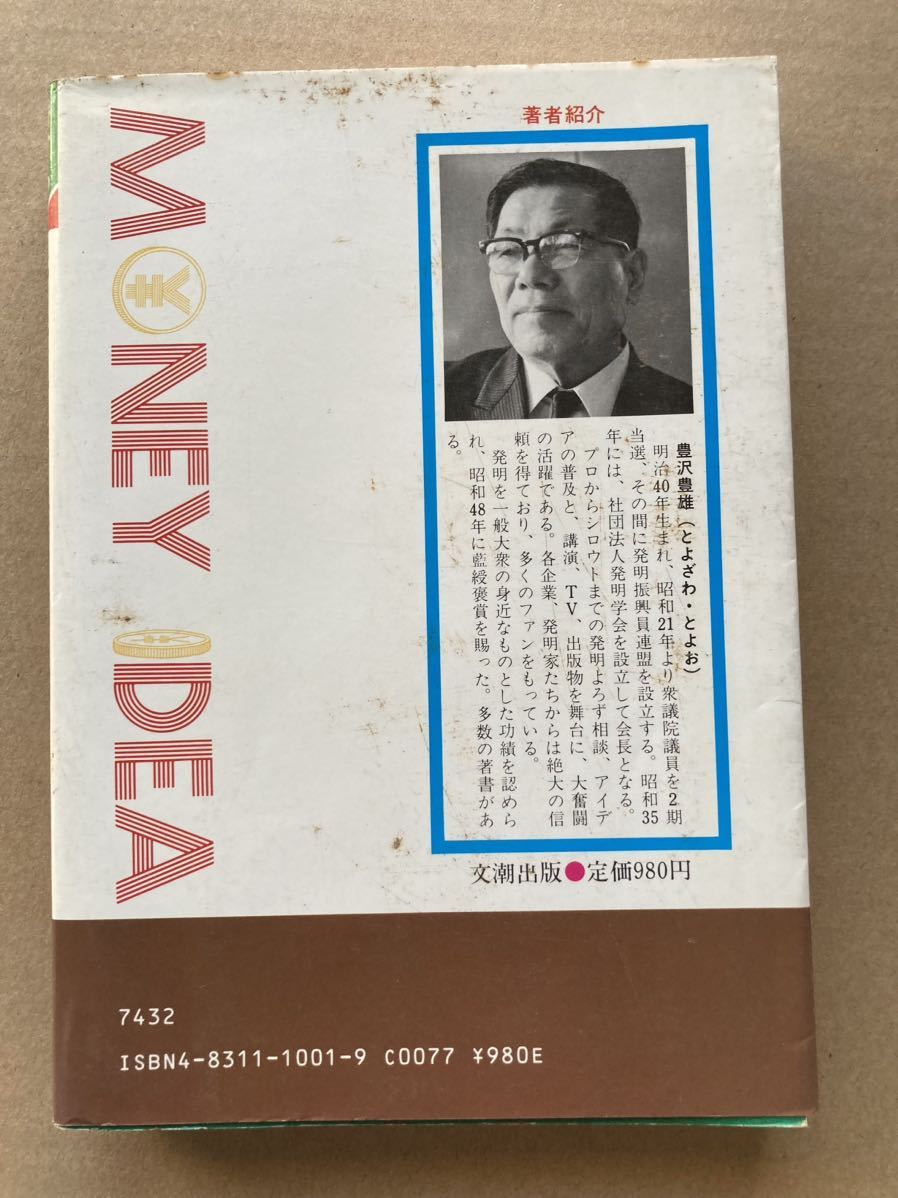 MONEY IDEA
著者紹介
豊沢豊雄(とよざわ・とよお)
明治40年生まれ、昭和21年より衆議院議員を2期
当選、その間に発明振興員連盟を設立する。昭和35
年には、社団法人発明学会を設立して会長となる。
プロからシロウトまでの発明よろず相談、アイデ
アの普及と、講演、TV、出版物を舞台に、大奮闘
の活躍である。各企業、発明家たちからは絶大の信
頼を得ており、多くのファンをもっている。
発明を一般大衆の身近なものとした功績を認めら
れ、昭和48年に藍綬褒賞を賜った。多数の著書があ
る。
文潮出版●定価980円
7432
ISBN4-8311-1001-9 C0077 ¥980E